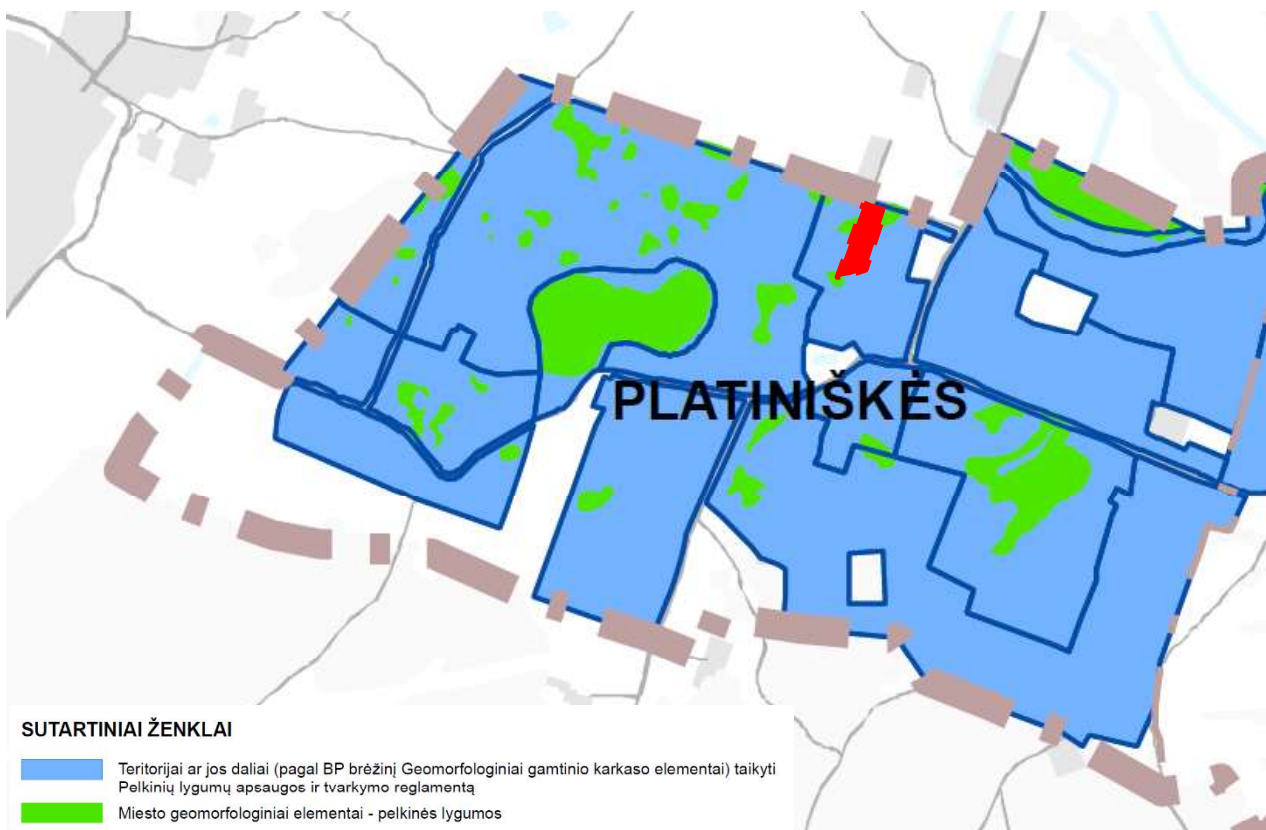 PLATINIŠKĖS
SUTARTINIAI ŽENKLAI
Teritorijai ar jos daliai (pagal BP brėžinį Geomorfologiniai gamtinio karkaso elementai) taikyti
Pelkinių lygumų apsaugos ir tvarkymo reglamentą
Miesto geomorfologiniai elementai - pelkinės lygumos